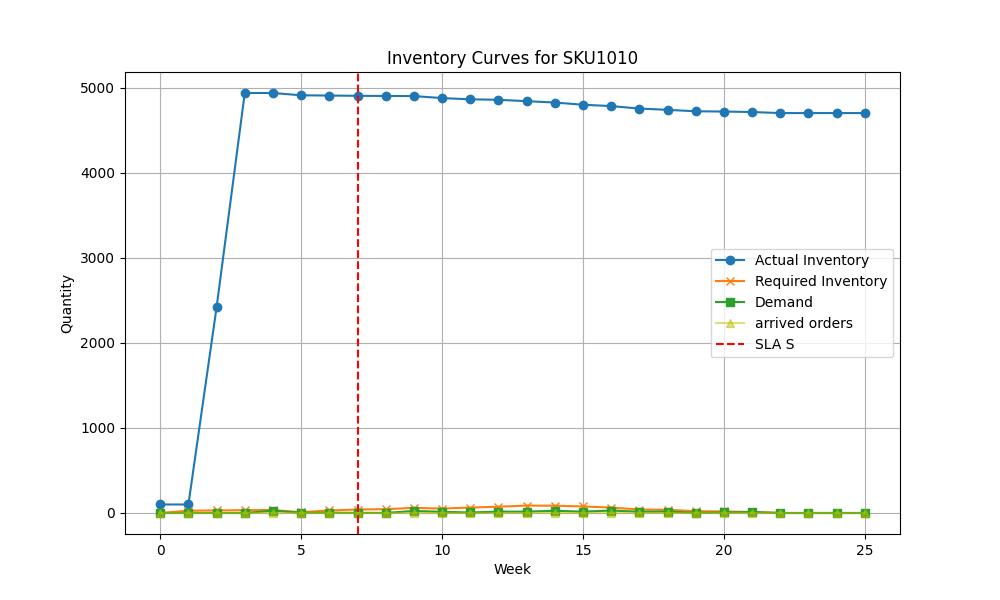 Inventory Curves for SKU1010
5000
4000
3000
2000
1000
0
Quantity
Actual Inventory
Required Inventory
Demand
arrived orders
SLA S
0 5 10 15 20 25
Week